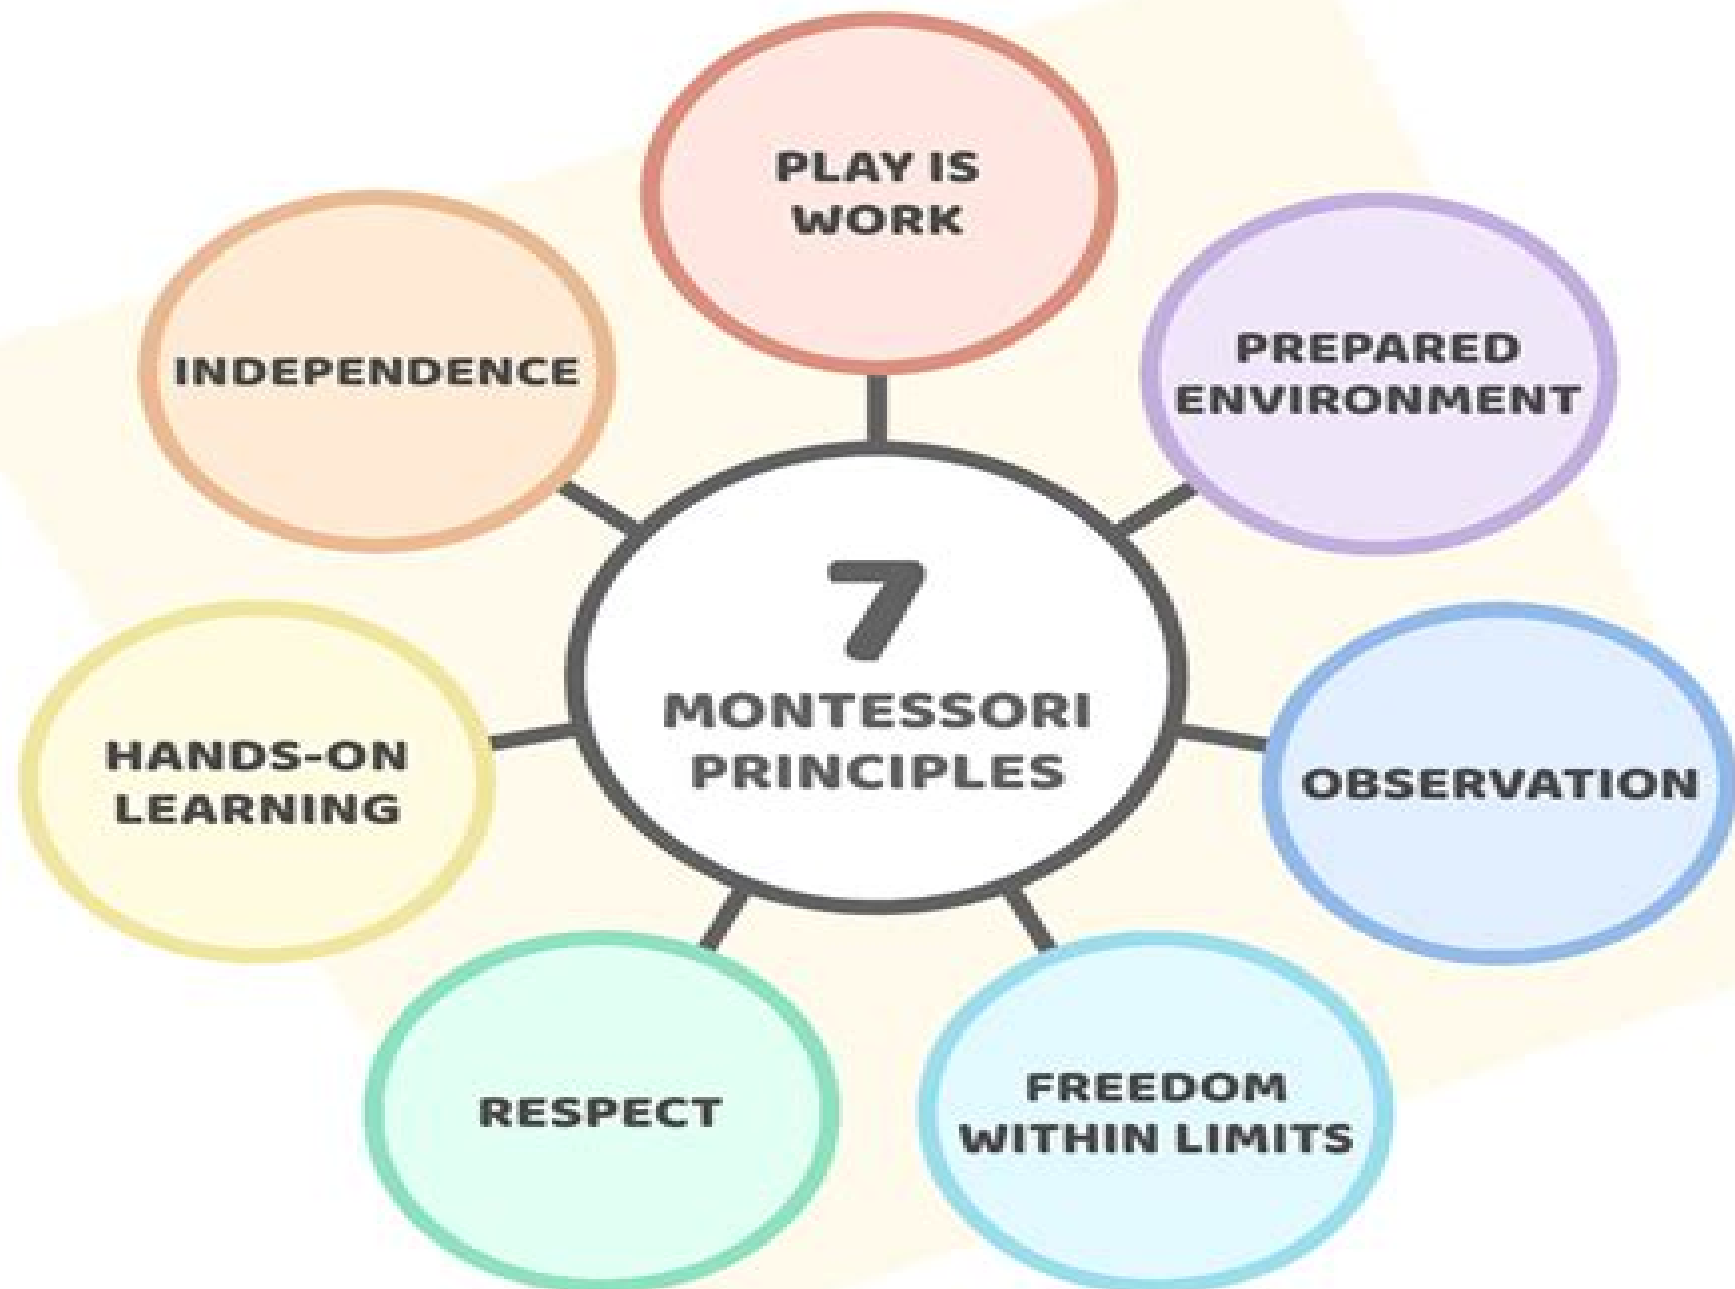 PLAY IS
WORK
INDEPENDENCE
PREPARED
ENVIRONMENT
7
MONTESSORI
PRINCIPLES
HANDS-ON
LEARNING
OBSERVATION
RESPECT
FREEDOM
WITHIN LIMITS